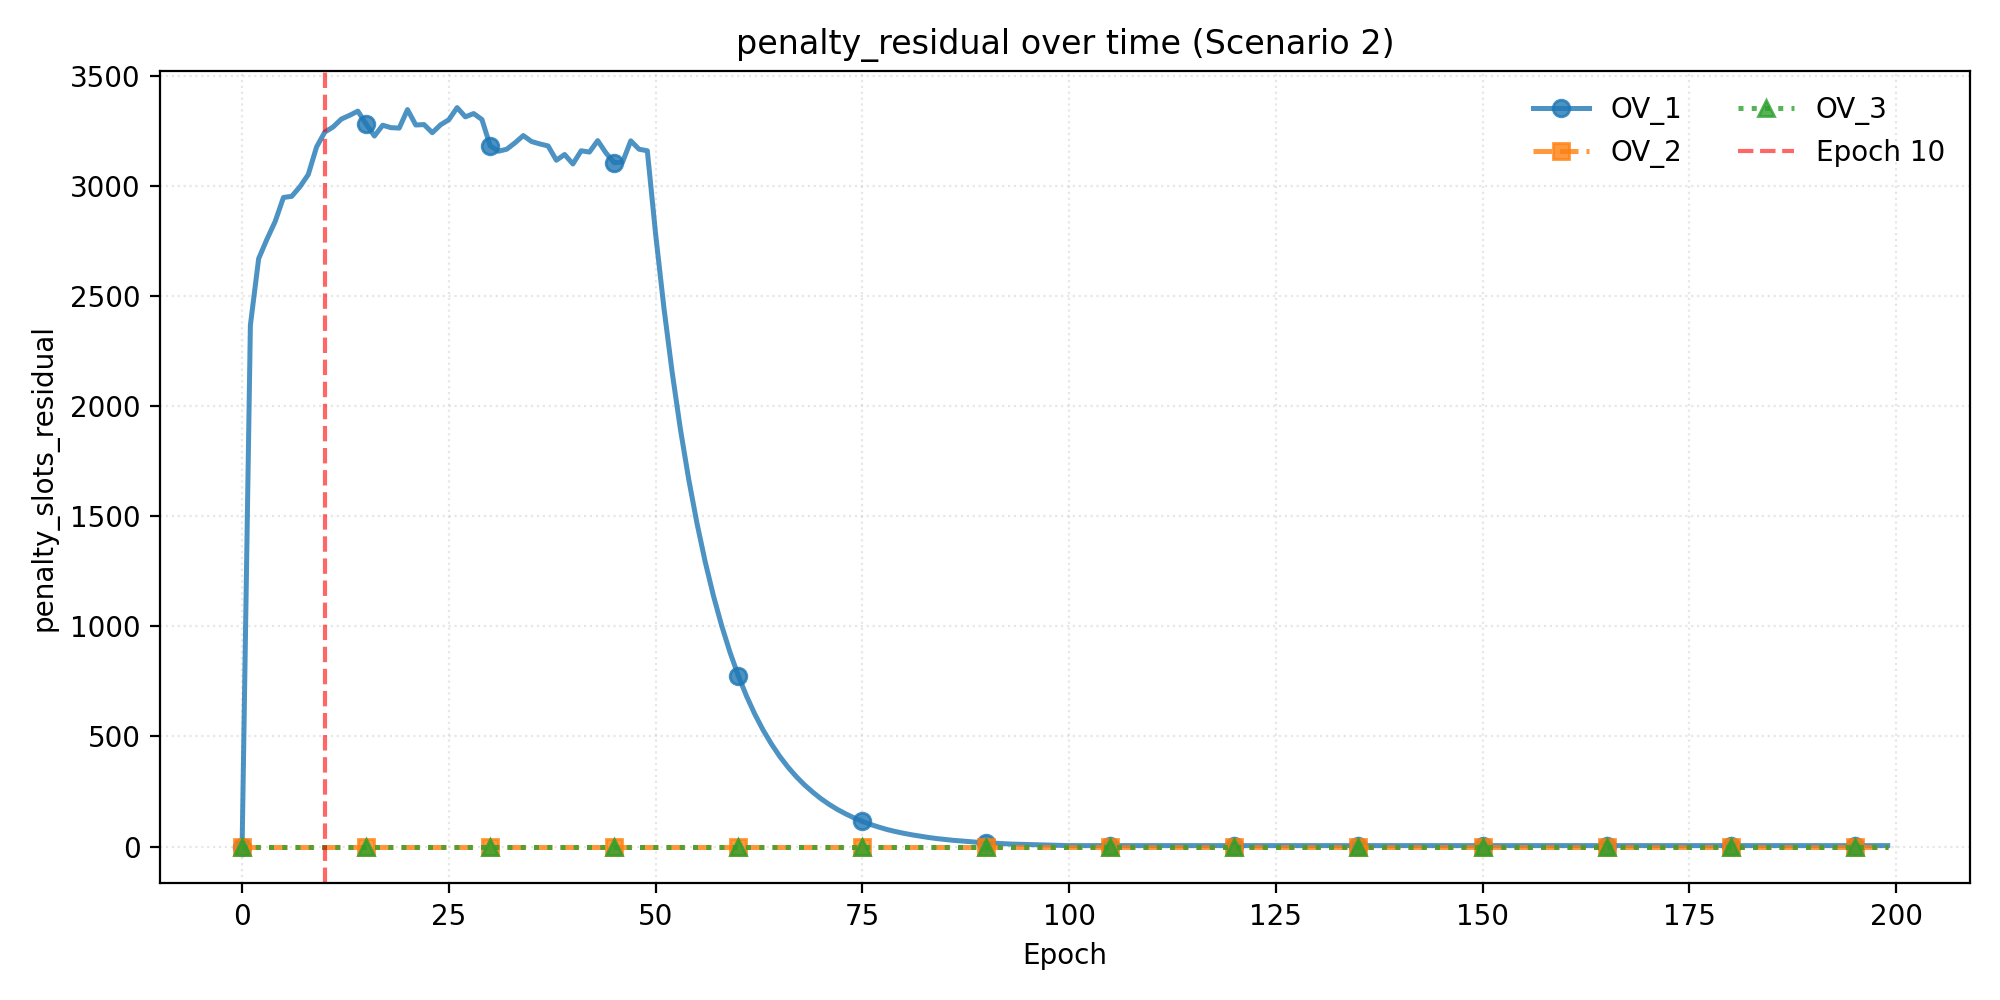 penalty_residual over time (Scenario 2)
penalty_slots_residual
3500
3000
2500
2000
1500
1000
500
0
OV_1
OV_2
OV_3
Epoch 10
0 25 50 75 100 125 150 175 200
Epoch